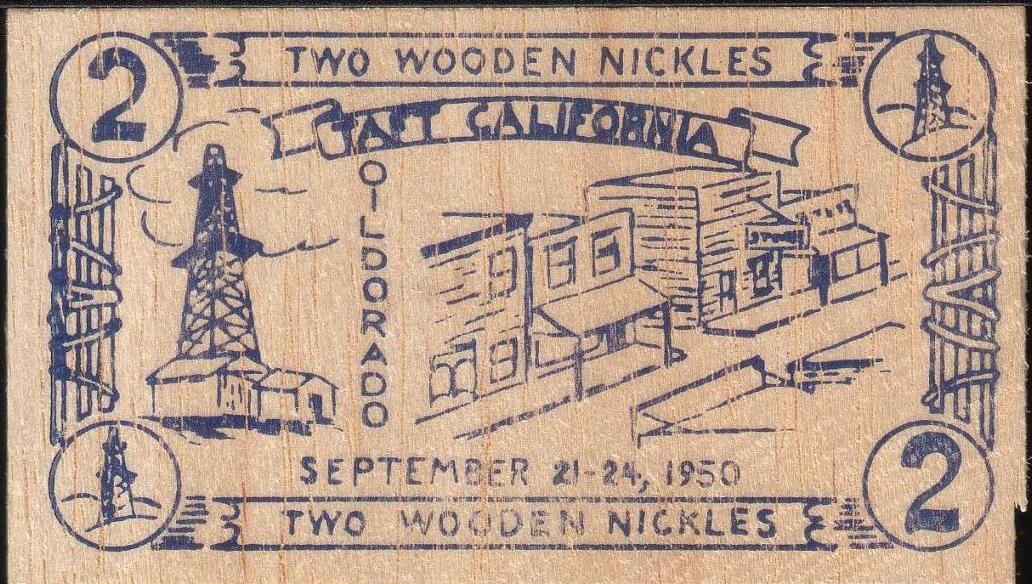 2
TWO WOODEN NICKLES
TAFT CALIFORNIA
OILDORADO
SEPTEMBER 21-24, 1950
TWO WOODEN NICKLES
2